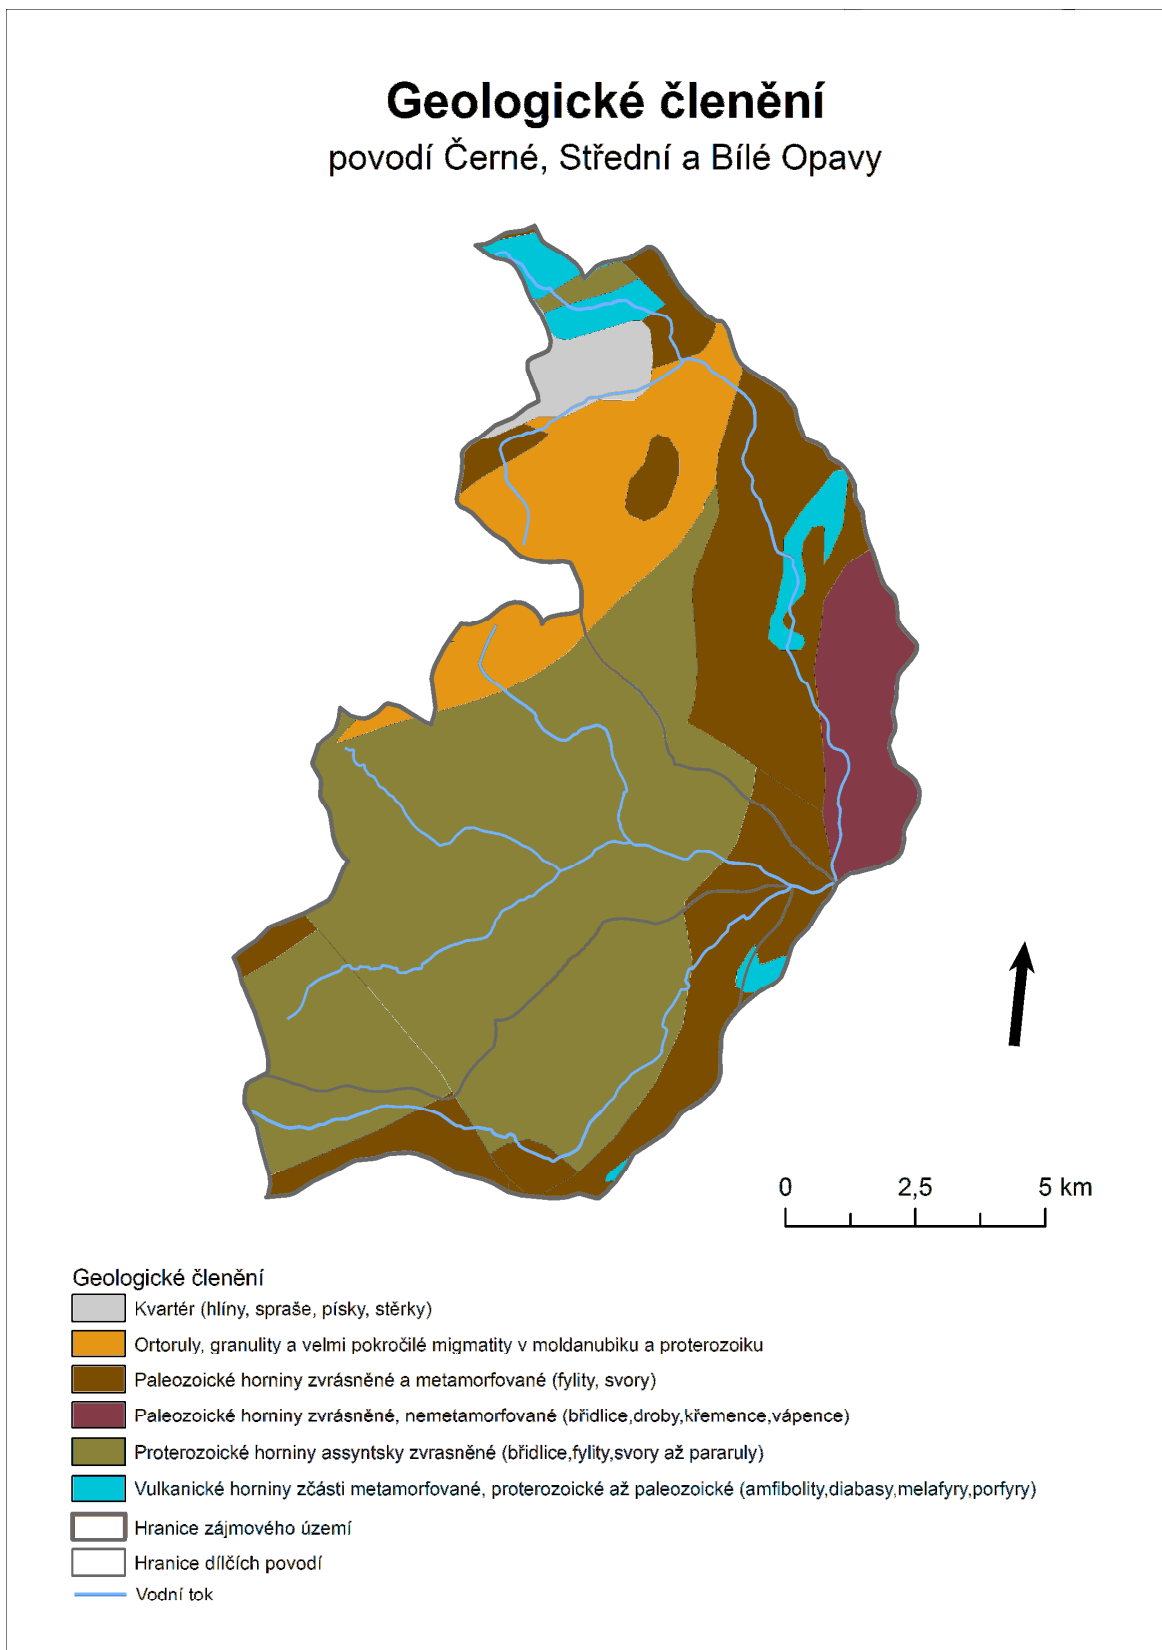 Geologické členění
povodí Černé, Střední a Bílé Opavy
0 2,5 5 km
Geologické členění
Kvartér (hlíny, spraše, písky, stěrky)
Ortoruly, granulity a velmi pokročilé migmatity v moldanubiku a proterozoiku
Paleozoické horniny zvrásněné a metamorfované (fylity, svory)
Paleozoické horniny zvrásněné, nemetamorfované (břidlice,droby,křemence,vápence)
Proterozoické horniny assyntsky zvrasněné (břidlice,fylity,svory až pararuly)
Vulkanické horniny zčásti metamorfované, proterozoické až paleozoické (amfibolity,diabasy,melafyry,porfyry)
Hranice zájmového území
Hranice dílčích povodí
Vodní tok